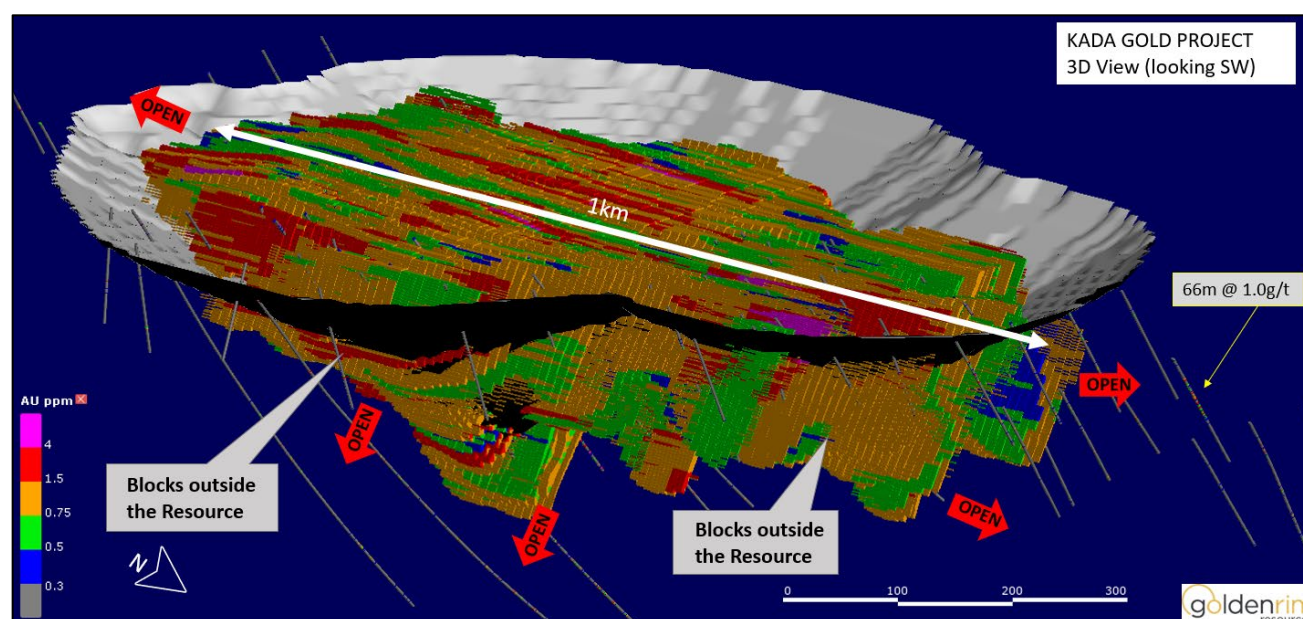 KADA GOLD PROJECT
3D View (looking SW)
OPEN
1km
66m @ 1.0g/t
OPEN
AU ppm
4
1.5
0.75
0.5
0.3
OPEN
Blocks outside
the Resource
N
OPEN
Blocks outside
the Resource
OPEN
0 100 200 300
goldenrin
resource